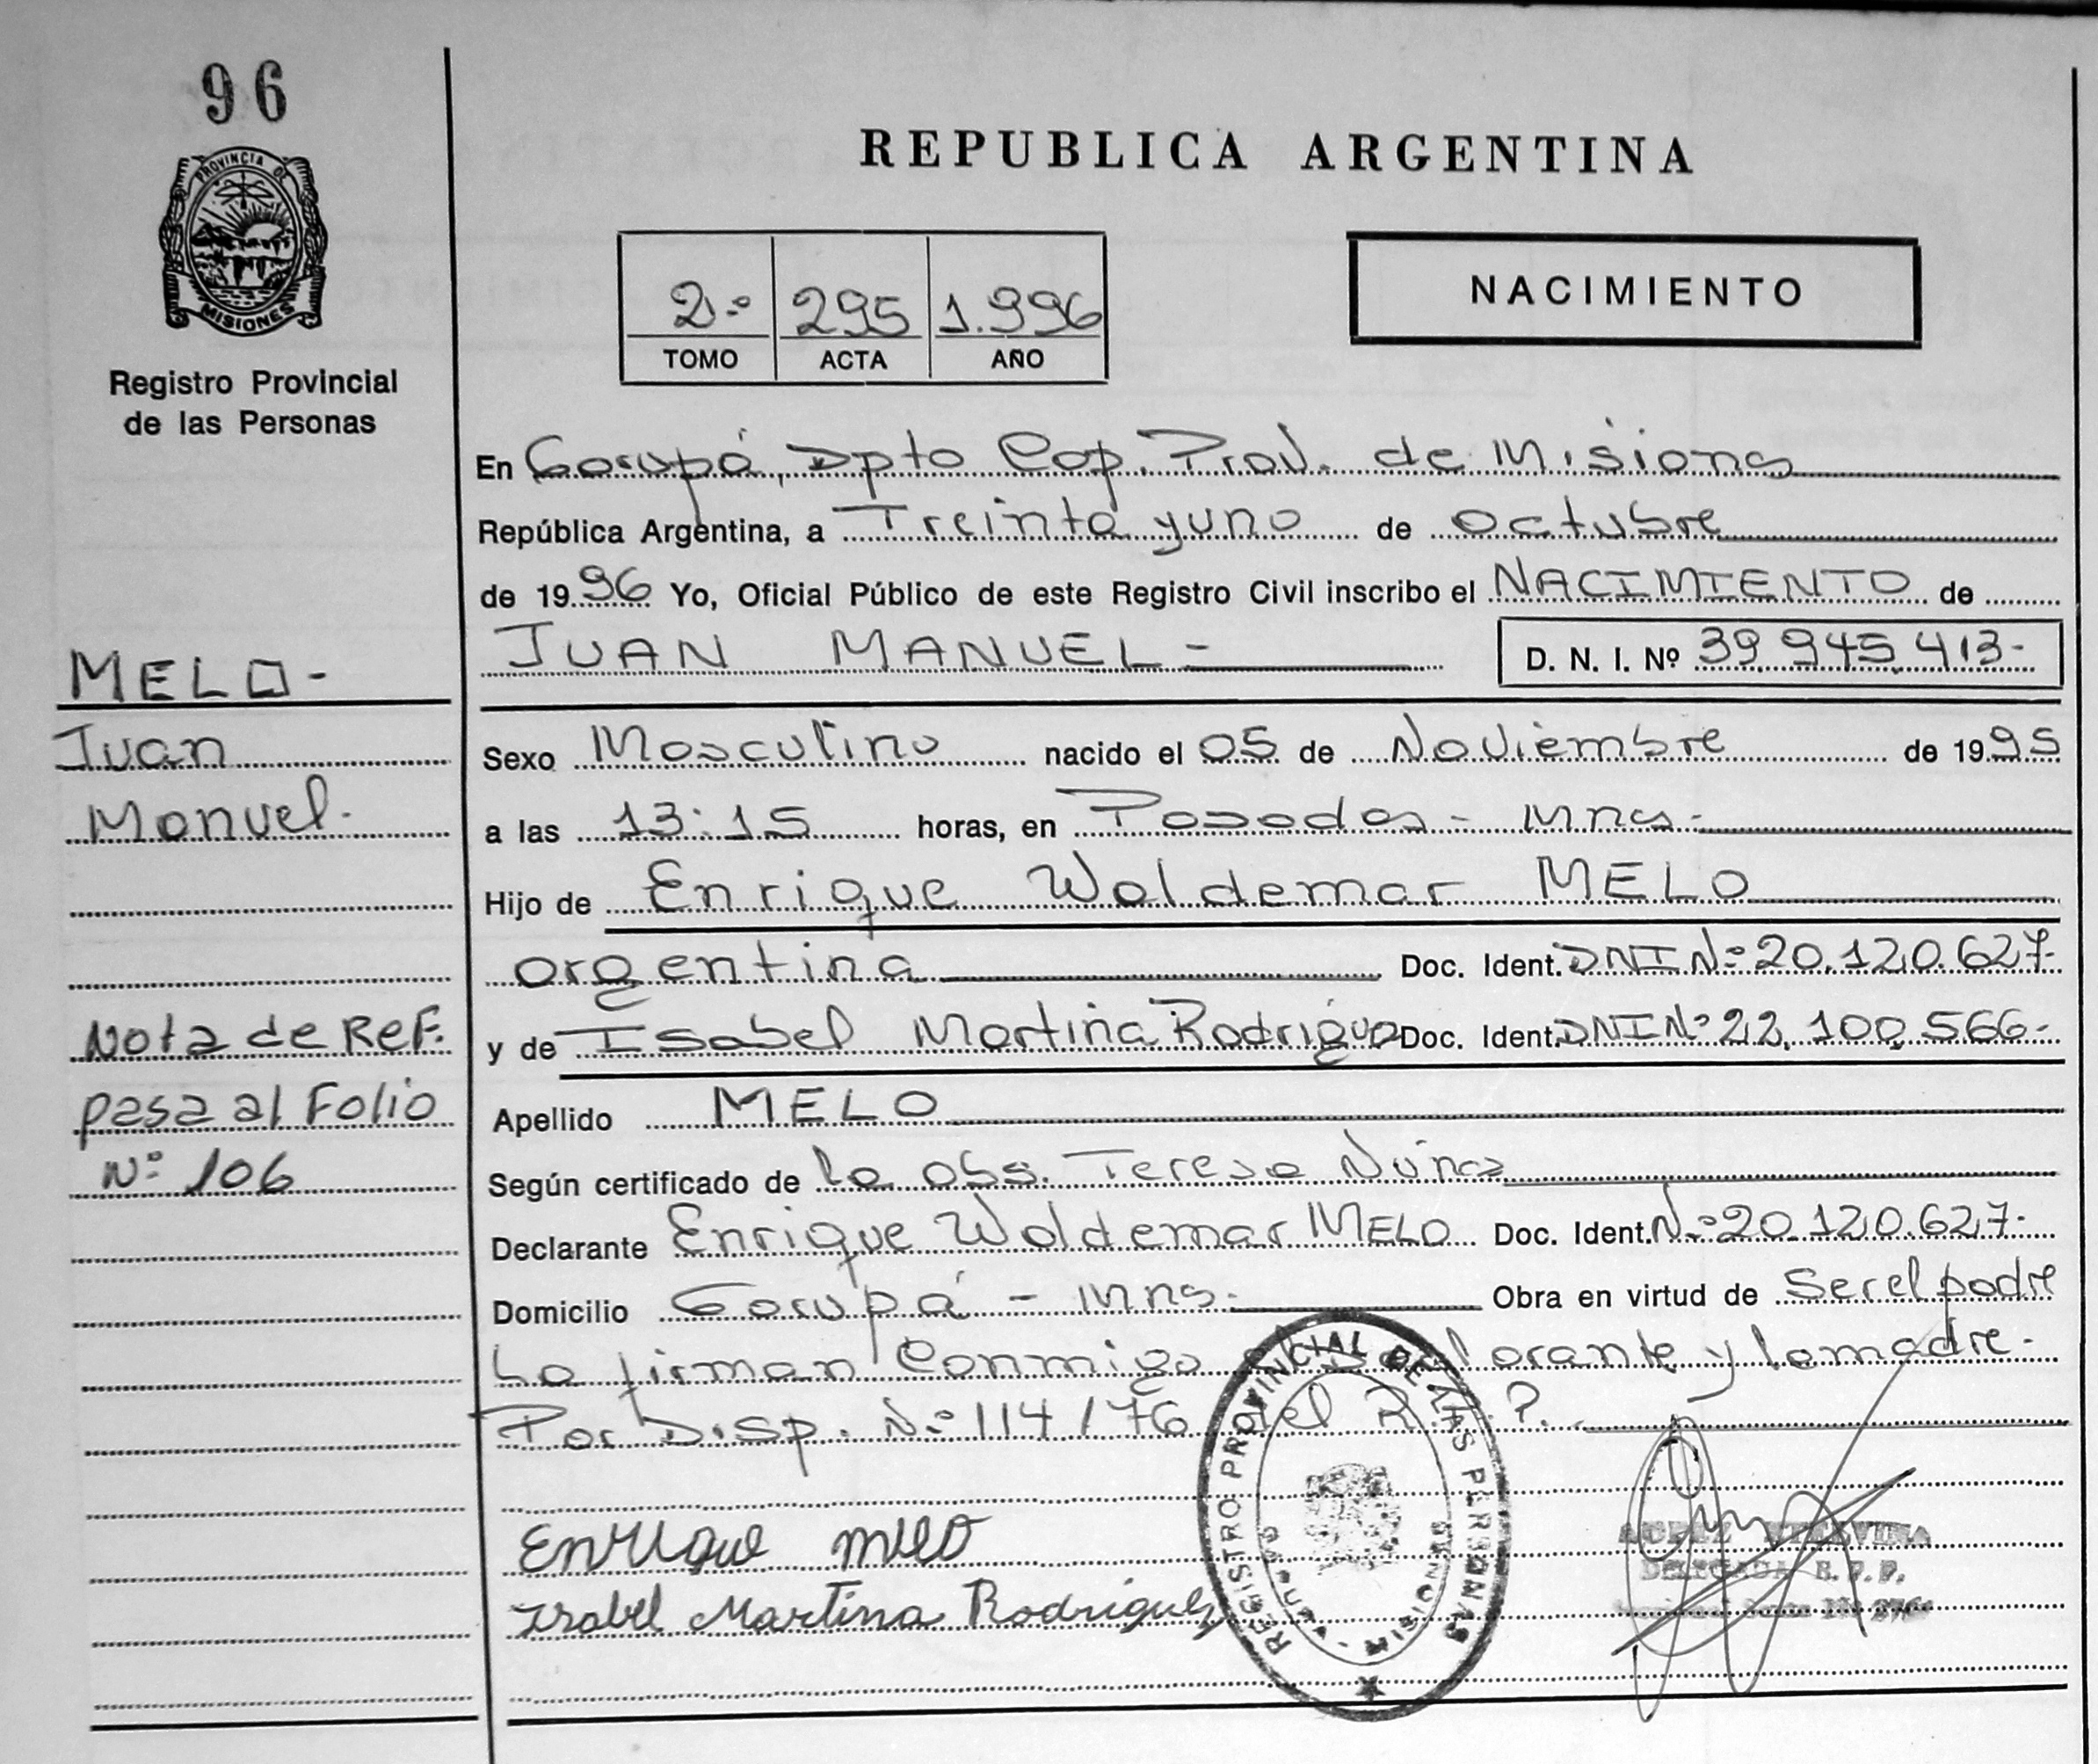 96
PROVINCIA DE
MISIONES
Registro Provincial
de las Personas
REPUBLICA ARGENTINA
2º 295 1.996
TOMO ACTA AÑO
NACIMIENTO
En Garupá, Dpto Cap. Prov. de Misiones
República Argentina, a Treinta y uno de octubre
de 1996 Yo, Oficial Público de este Registro Civil inscribo el NACIMIENTO de
JUAN MANUEL - D. N. I. Nº 39.945.413-
MELO-
Juan
Manuel-
Nota de Ref.
pasa al Folio
Nº 106
Sexo Masculino nacido el 05 de Noviembre de 1995
a las 13:15 horas, en Posadas - Mnes.
Hijo de Enrique Waldemar MELO
argentina Doc. Ident. DNI Nº 20.120.627-
y de Isabel Martina Rodríguez Doc. Ident. DNI Nº 22.100.566-
Apellido MELO
Según certificado de la obs. Teresa Núnez
Declarante Enrique Waldemar MELO Doc. Ident. Nº 20.120.627-
Domicilio Garupá - Mns. Obra en virtud de Ser el padre
La firman Conmigo el Declarante y la madre-
Por Disp. Nº 114/76 del R.P.P.
Enrique Melo
Isabel Martina Rodriguez
REGISTRO PROVINCIAL DE LAS PERSONAS
MISIONES
DELEGADA R.P.P.